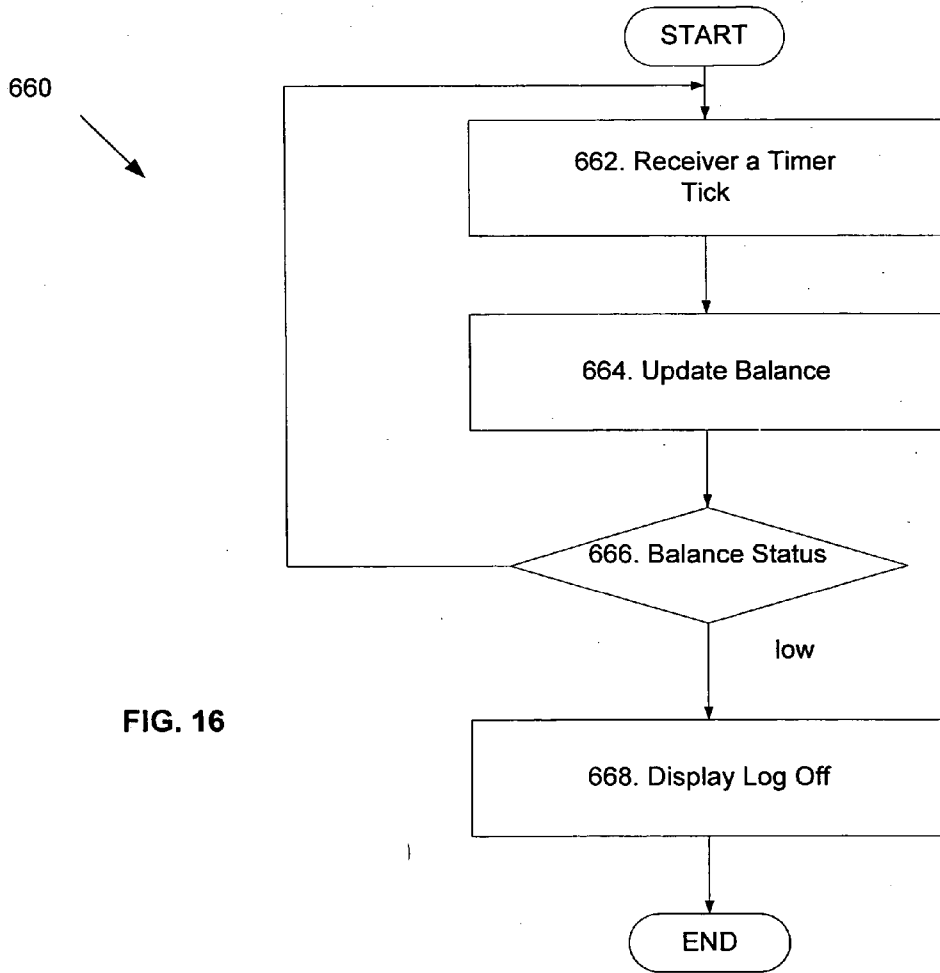 START
660
662. Receiver a Timer
Tick
664. Update Balance
666. Balance Status
low
FIG. 16
668. Display Log Off
END